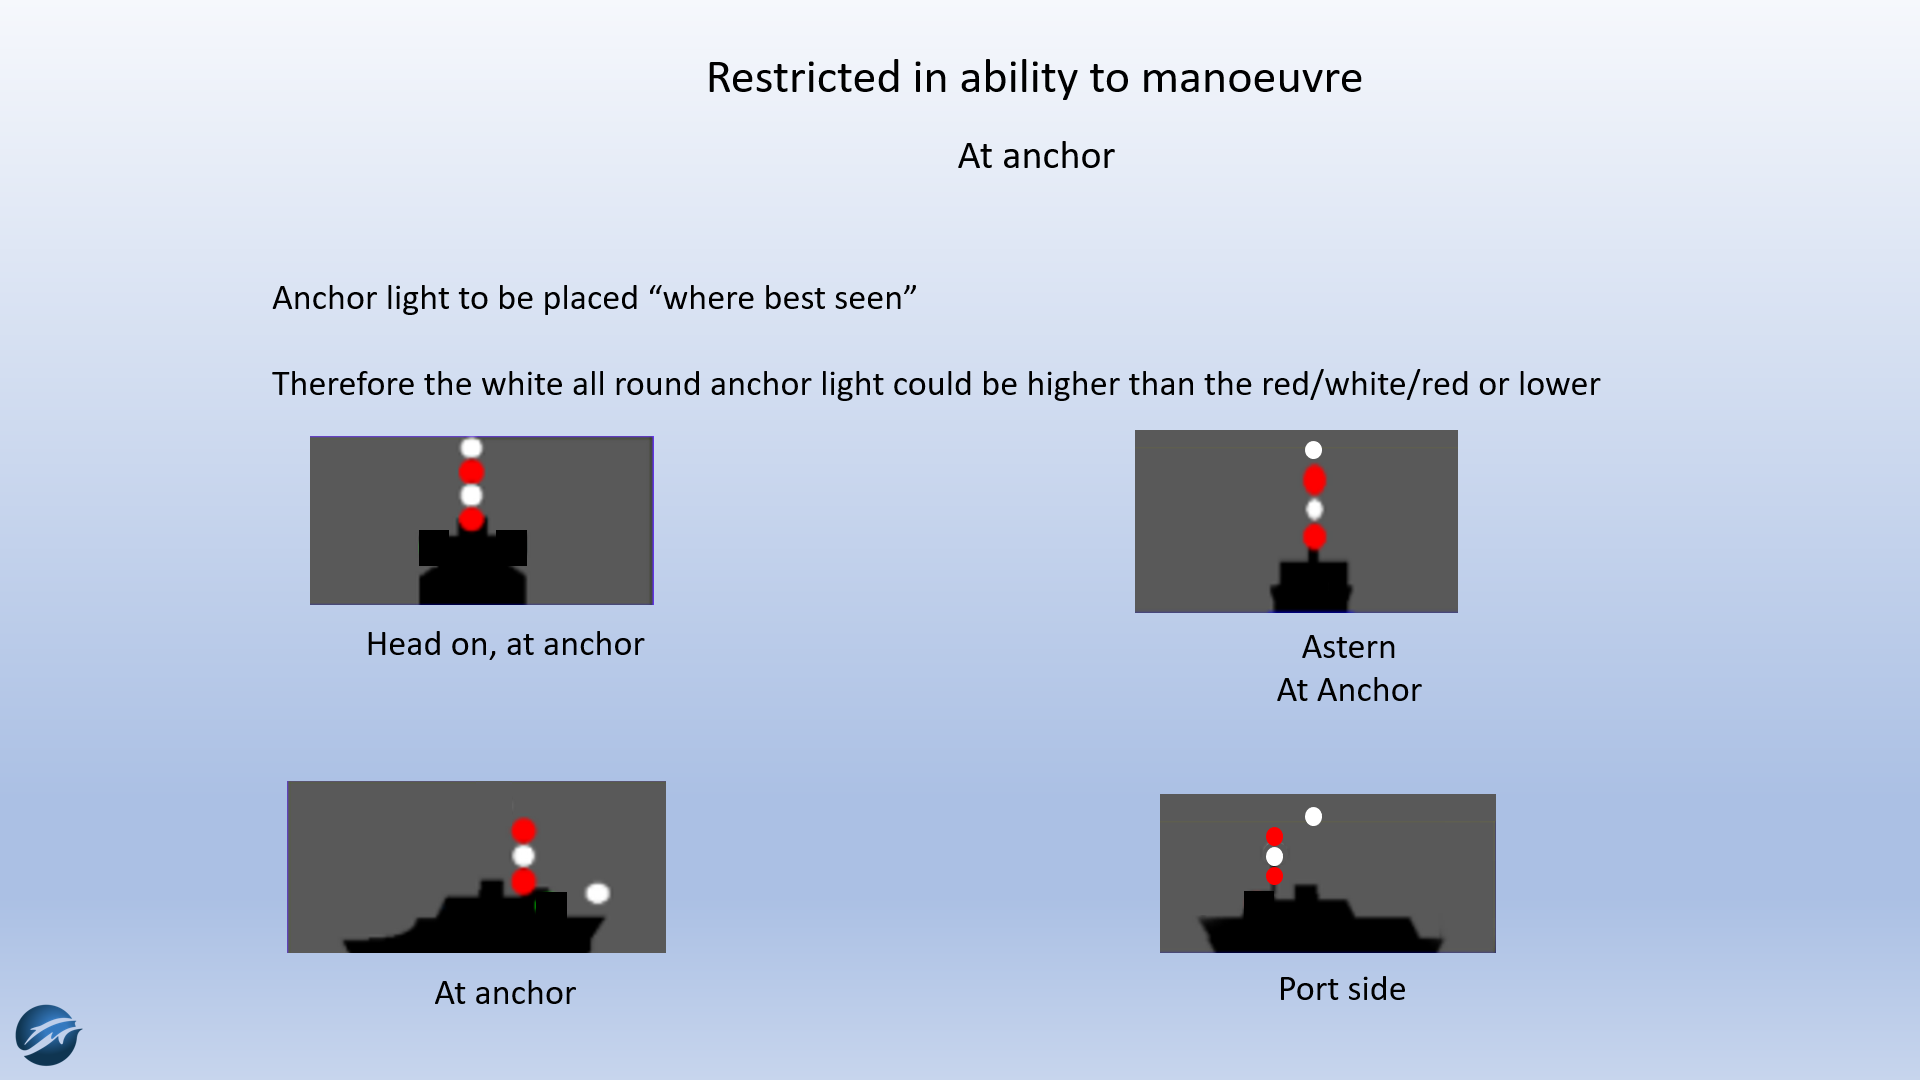 Restricted in ability to manoeuvre
At anchor
Anchor light to be placed “where best seen”
Therefore the white all round anchor light could be higher than the red/white/red or lower
Head on, at anchor
Astern
At Anchor
At anchor
Port side